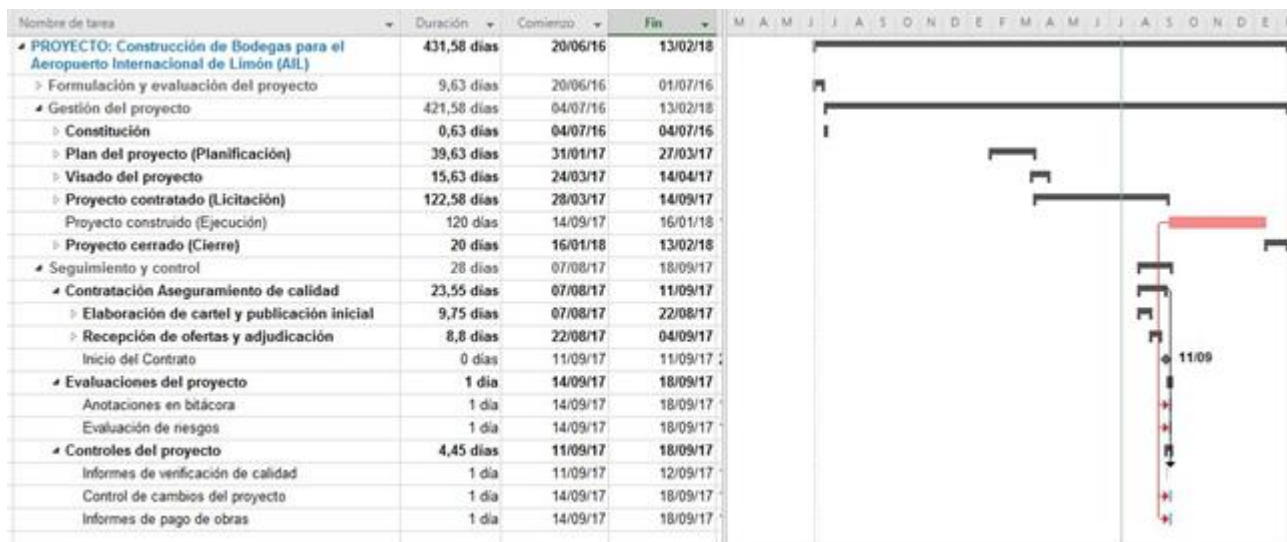 Nombre de tarea Duración Comienzo Fin M A M J J A S O N D E F M A M J J A S O N D E
PROYECTO: Construcción de Bodegas para el Aeropuerto Internacional de Limón (AIL) 431,58 días 20/06/16 13/02/18
Formulación y evaluación del proyecto 9,63 días 20/06/16 01/07/16
Gestión del proyecto 421,58 días 04/07/16 13/02/18
Constitución 0,63 días 04/07/16 04/07/16
Plan del proyecto (Planificación) 39,63 días 31/01/17 27/03/17
Visado del proyecto 15,63 días 24/03/17 14/04/17
Proyecto contratado (Licitación) 122,58 días 28/03/17 14/09/17
Proyecto construido (Ejecución) 120 días 14/09/17 16/01/18
Proyecto cerrado (Cierre) 20 días 16/01/18 13/02/18
Seguimiento y control 28 días 07/08/17 18/09/17
Contratación Aseguramiento de calidad 23,55 días 07/08/17 11/09/17
Elaboración de cartel y publicación inicial 9,75 días 07/08/17 22/08/17
Recepción de ofertas y adjudicación 8,8 días 22/08/17 04/09/17
Inicio del Contrato 0 días 11/09/17 11/09/17 11/09
Evaluaciones del proyecto 1 día 14/09/17 18/09/17
Anotaciones en bitácora 1 día 14/09/17 18/09/17
Evaluación de riesgos 1 día 14/09/17 18/09/17
Controles del proyecto 4,45 días 11/09/17 18/09/17
Informes de verificación de calidad 1 día 11/09/17 12/09/17
Control de cambios del proyecto 1 día 14/09/17 18/09/17
Informes de pago de obras 1 día 14/09/17 18/09/17